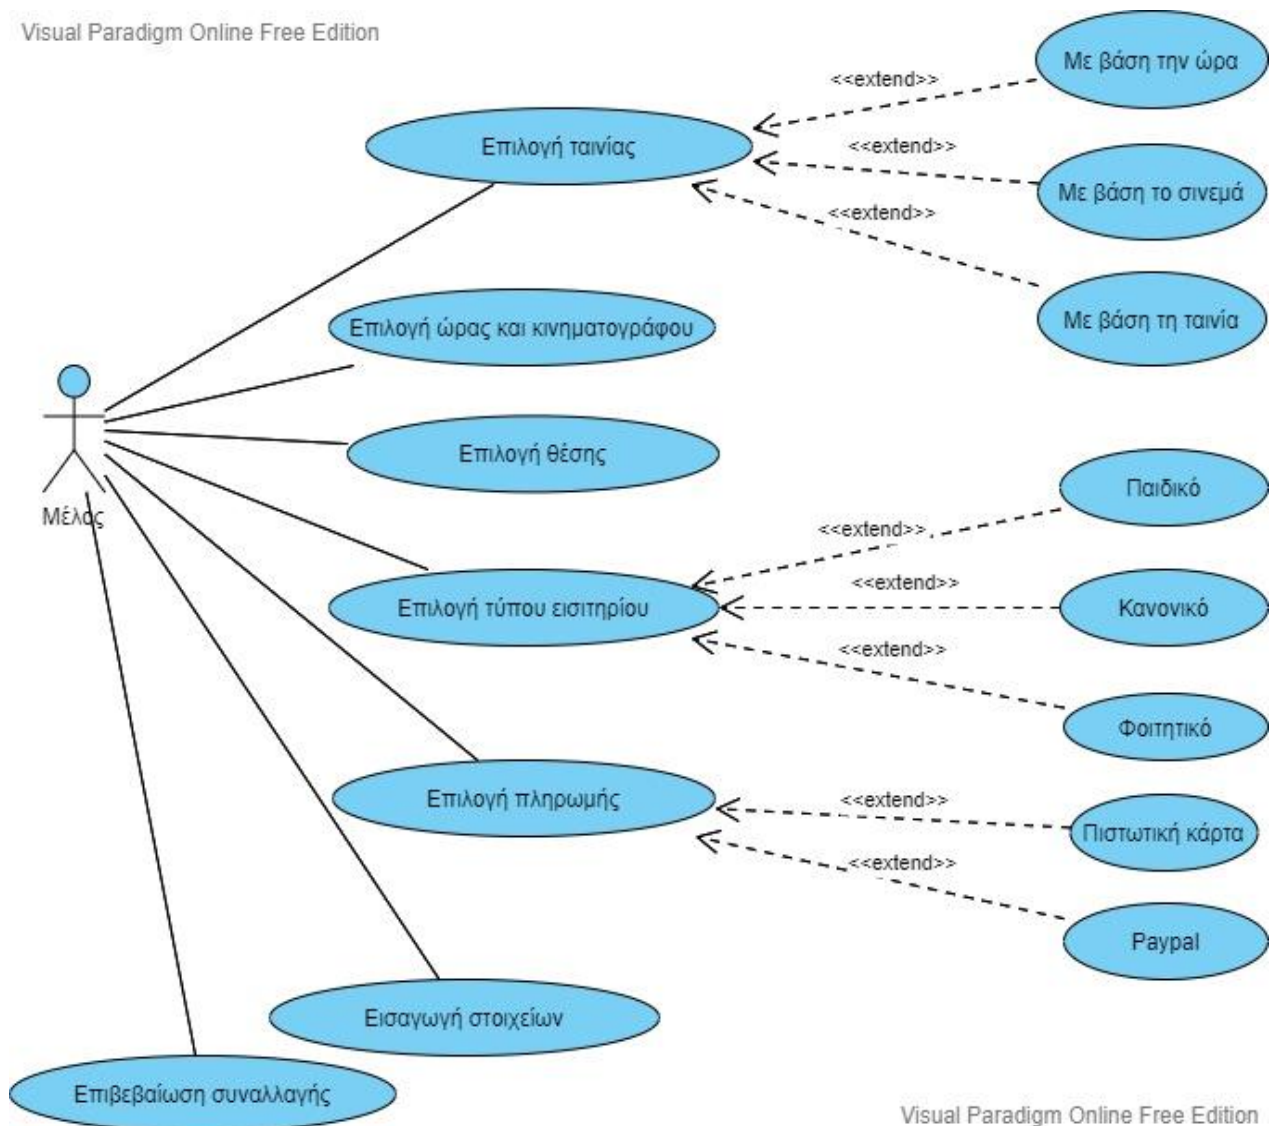 Visual Paradigm Online Free Edition
Με βάση την ώρα
<<extend>>
Επιλογή ταινίας
<<extend>>
Με βάση το σινεμά
<<extend>>
Με βάση τη ταινία
Επιλογή ώρας και κινηματογράφου
Επιλογή θέσης
Μέλος
Παιδικό
<<extend>>
<<extend>>
Επιλογή τύπου εισιτηρίου
Κανονικό
<<extend>>
Φοιτητικό
Επιλογή πληρωμής
<<extend>>
Πιστωτική κάρτα
<<extend>>
Paypal
Εισαγωγή στοιχείων
Επιβεβαίωση συναλλαγής
Visual Paradigm Online Free Edition